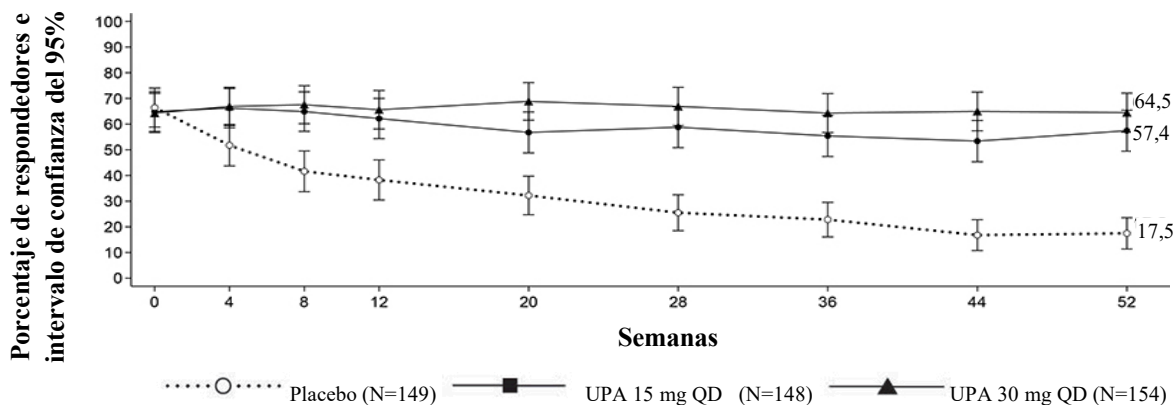 Porcentaje de respondedores e
intervalo de confianza del 95%
100
90
80
70
60
50
40
30
20
10
0
64,5
57,4
17,5
0 4 8 12 20 28 36 44 52
Semanas
Placebo (N=149) UPA 15 mg QD (N=148) UPA 30 mg QD (N=154)